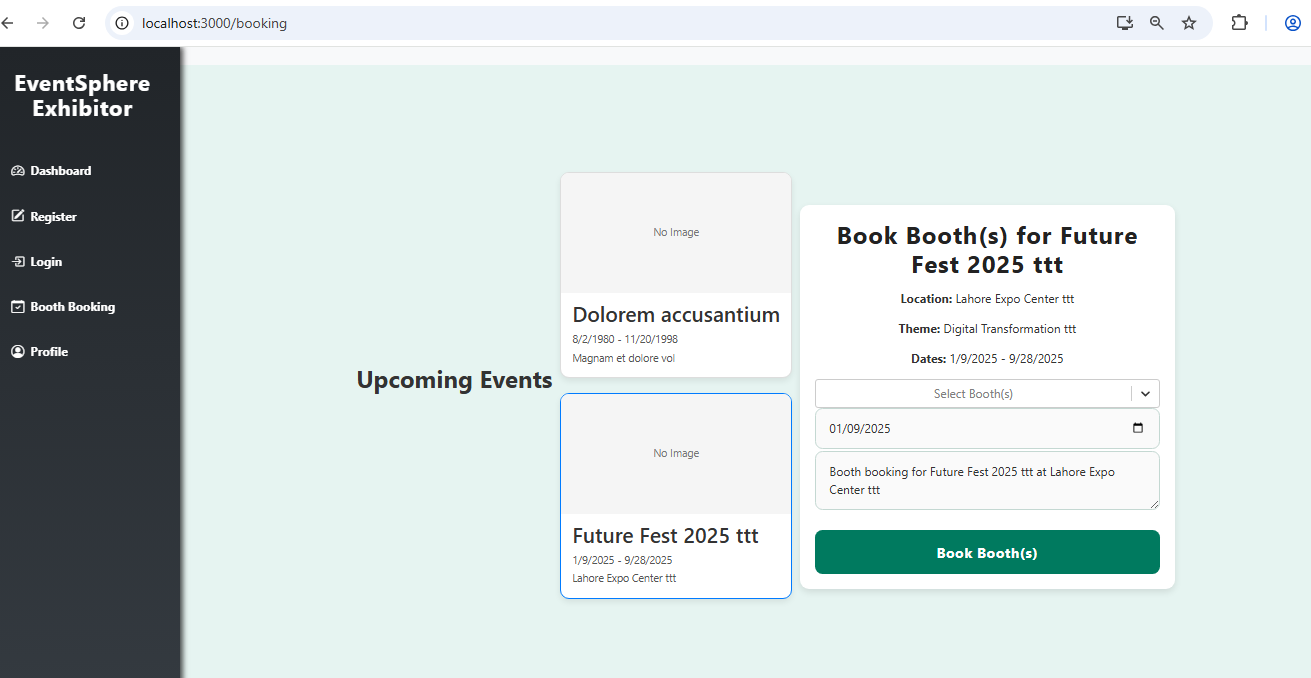 localhost:3000/booking
EventSphere
Exhibitor
Dashboard
Register
Login
Booth Booking
Profile
Upcoming Events
No Image
Dolorem accusantium
8/2/1980 - 11/20/1998
Magnam et dolore vol
No Image
Future Fest 2025 ttt
1/9/2025 - 9/28/2025
Lahore Expo Center ttt
Book Booth(s) for Future
Fest 2025 ttt
Location: Lahore Expo Center ttt
Theme: Digital Transformation ttt
Dates: 1/9/2025 - 9/28/2025
Select Booth(s)
01/09/2025
Booth booking for Future Fest 2025 ttt at Lahore Expo
Center ttt
Book Booth(s)